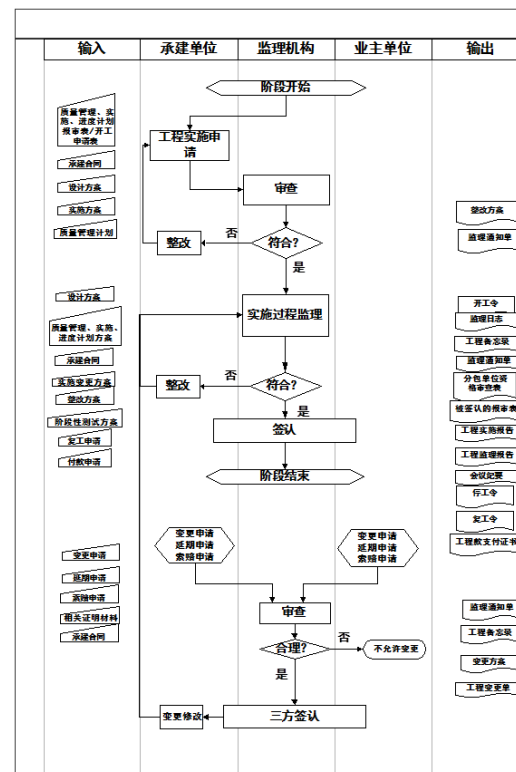 输入
承建单位
监理机构
业主单位
输出
阶段开始
质量管理、实
施、进度计划
报审表/开工
申请表
工程实施申
请
承建合同
设计方案
审查
实施方案
质量管理计划
整改
否
符合?
是
整改方案
监理通知单
设计方案
质量管理、实施、
进度计划方案
承建合同
实施变更方案
整改方案
阶段性测试方案
复工申请
付款申请
实施过程监理
整改
否
符合?
是
签认
阶段结束
开工令
监理日志
工程备忘录
监理通知单
分包单位资
格审查表
被签认的报审表
工程实施报告
工程监理报告
会议纪要
行工令
复工令
工程款支付证书
变更申请
延期申请
索赔申请
变更申请
延期申请
索赔申请
变更申请
延期申请
索赔申请
相关证明材料
承建合同
审查
合理?
否
不允许变更
是
变更修改
三方签认
监理通知单
工程备忘录
变更方案
工程变更单